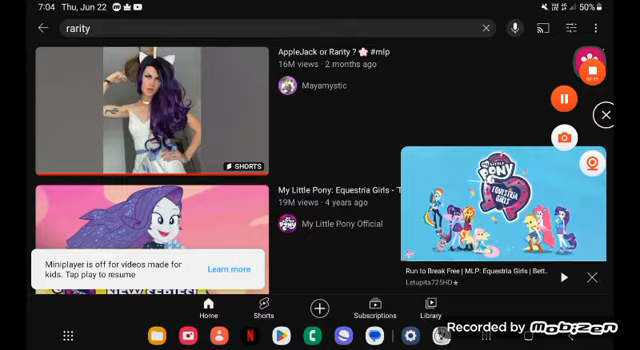 7:04 Thu, Jun 22
50%
rarity
AppleJack or Rarity ? 🌸 #mlp
16M views · 2 months ago
Mayamystic
SHORTS
My Little Pony: Equestria Girls - "T
19M views · 4 years ago
My Little Pony Official
My Little
Pony
EQUESTRIA
GIRLS
Miniplayer is off for videos made for
kids. Tap play to resume
Learn more
Run to Break Free | MLP: Equestria Girls | Bett..
Letupita725HD★
Home
Shorts
Subscriptions
Library
Recorded by mobizen